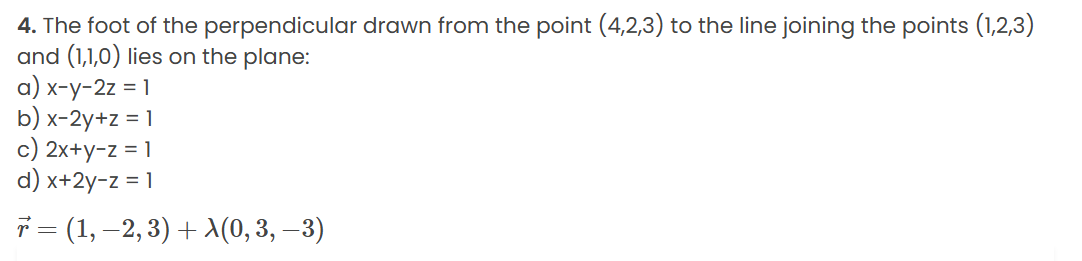 4. The foot of the perpendicular drawn from the point (4,2,3) to the line joining the points (1,2,3)
and (1,1,0) lies on the plane:
a) x-y-2z = 1
b) x-2y+z = 1
c) 2x+y-z = 1
d) x+2y-z = 1
r⃗ = (1, −2, 3) + λ(0, 3, −3)